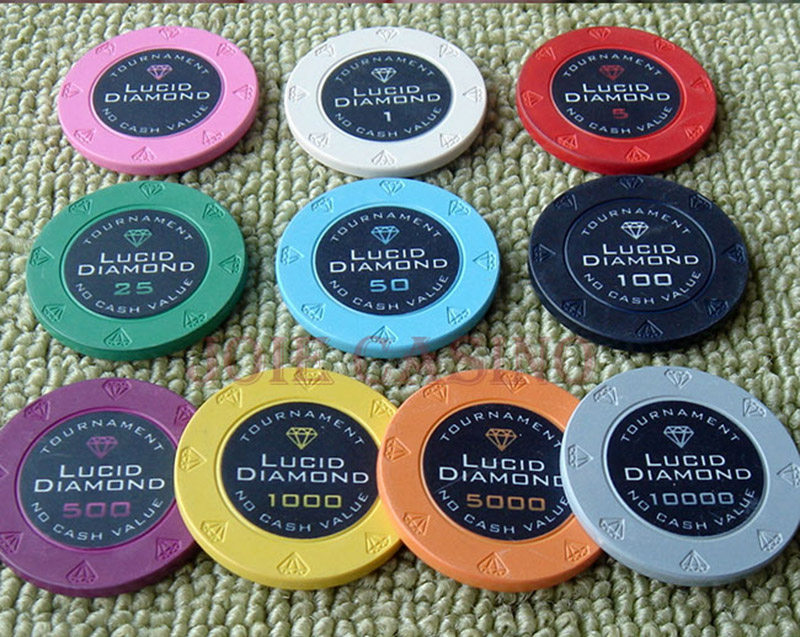 TOURNAMENT
LUCID
DIAMOND
NO CASH VALUE
TOURNAMENT
LUCID
DIAMOND
1
NO CASH VALUE
TOURNAMENT
LUCID
DIAMOND
5
NO CASH VALUE
TOURNAMENT
LUCID
DIAMOND
25
NO CASH VALUE
TOURNAMENT
LUCID
DIAMOND
50
NO CASH VALUE
TOURNAMENT
LUCID
DIAMOND
100
NO CASH VALUE
JOIE CASINO
TOURNAMENT
LUCID
DIAMOND
500
NO CASH VALUE
TOURNAMENT
LUCID
DIAMOND
1000
NO CASH VALUE
TOURNAMENT
LUCID
DIAMOND
5000
NO CASH VALUE
TOURNAMENT
LUCID
DIAMOND
10000
NO CASH VALUE